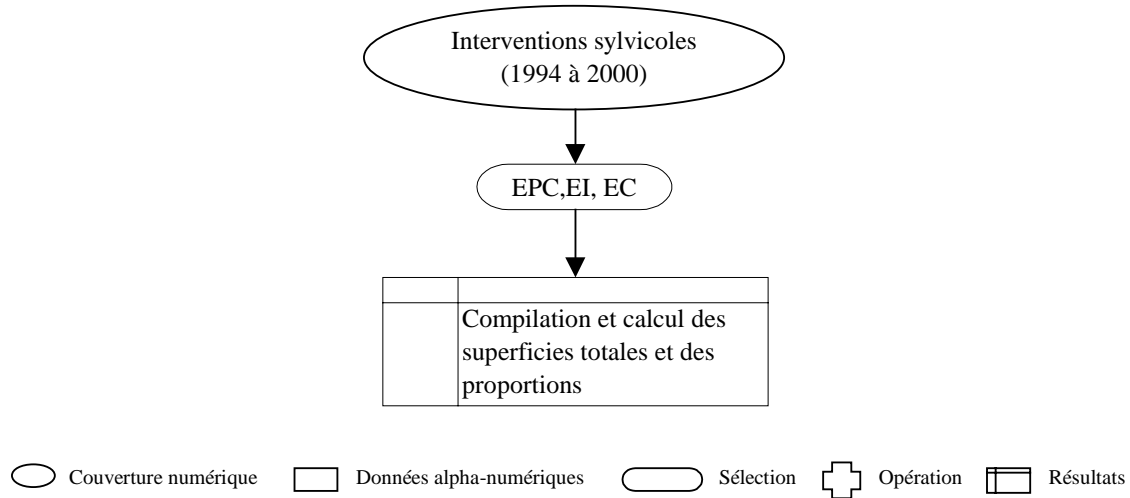 Interventions sylvicoles
(1994 à 2000)
EPC,EI, EC
Compilation et calcul des
superficies totales et des
proportions
Couverture numérique
Données alpha-numériques
Sélection
Opération
Résultats